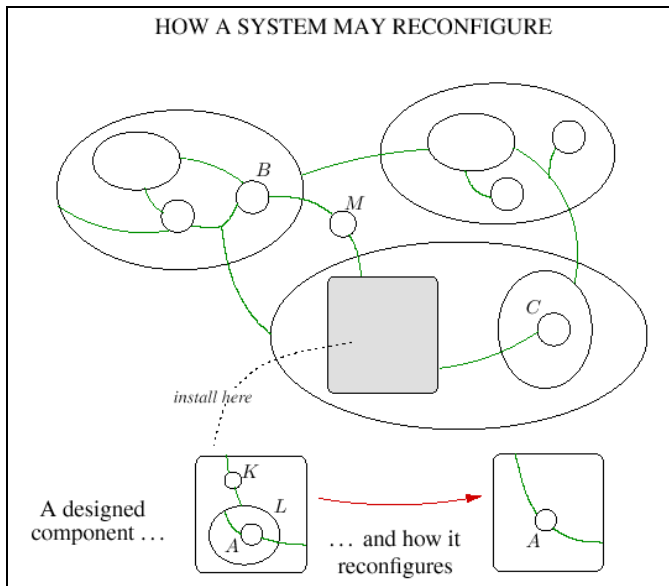 HOW A SYSTEM MAY RECONFIGURE
B
M
C
install here
K
L
A
A designed
component ...
... and how it
reconfigures
A